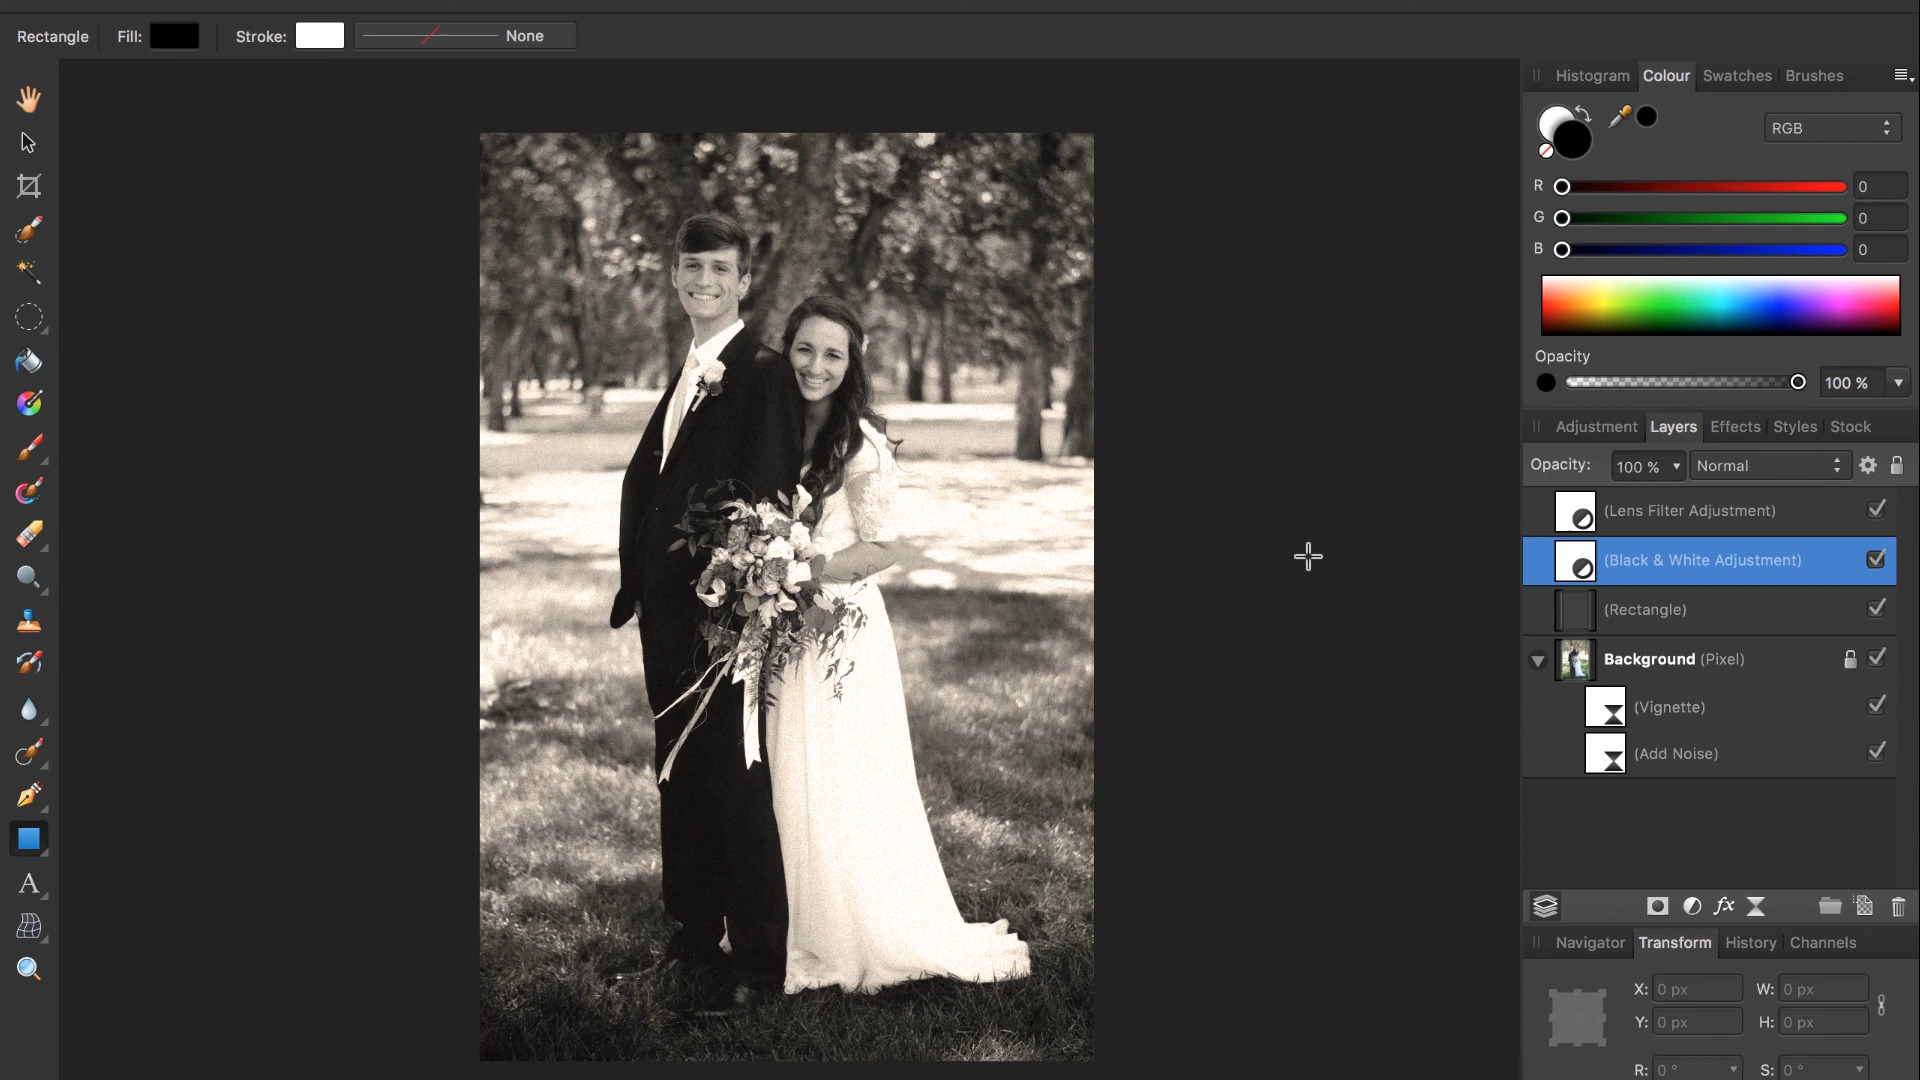 Rectangle Fill: Stroke: None
Histogram Colour Swatches Brushes
RGB
R 0
G 0
B 0
Opacity
100 %
Adjustment Layers Effects Styles Stock
Opacity: 100 % Normal
(Lens Filter Adjustment)
(Black & White Adjustment)
(Rectangle)
Background (Pixel)
(Vignette)
(Add Noise)
fx
Navigator Transform History Channels
X: 0 px W: 0 px
Y: 0 px H: 0 px
R: 0 ° S: 0 °